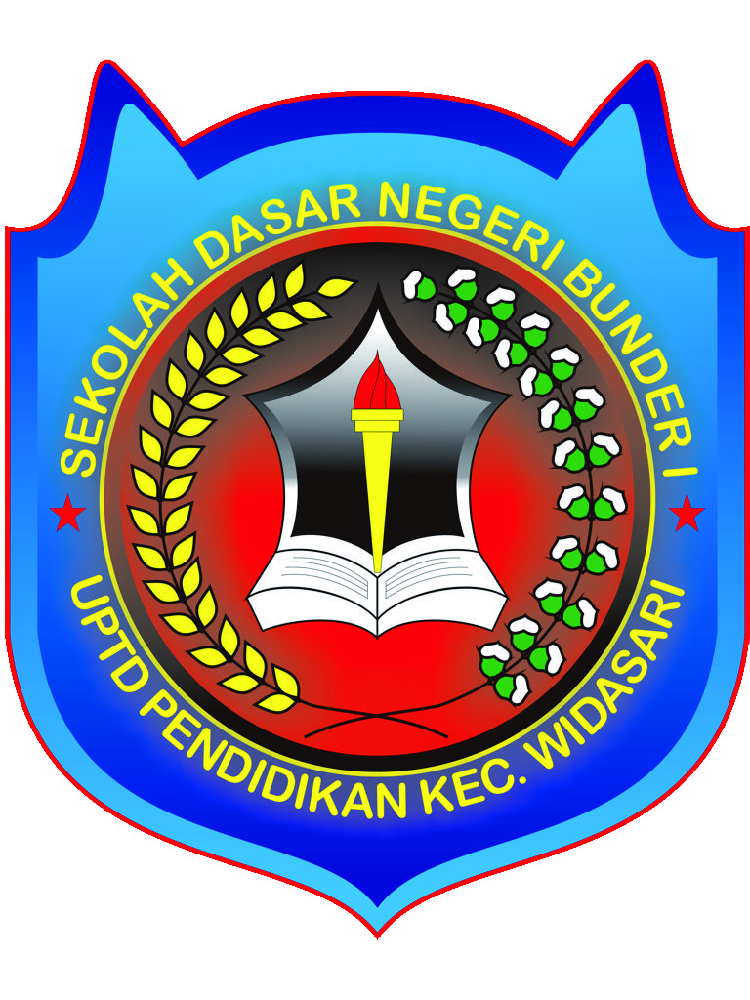 SEKOLAH DASAR NEGERI BUNDER I
UPTD PENDIDIKAN KEC. WIDASARI